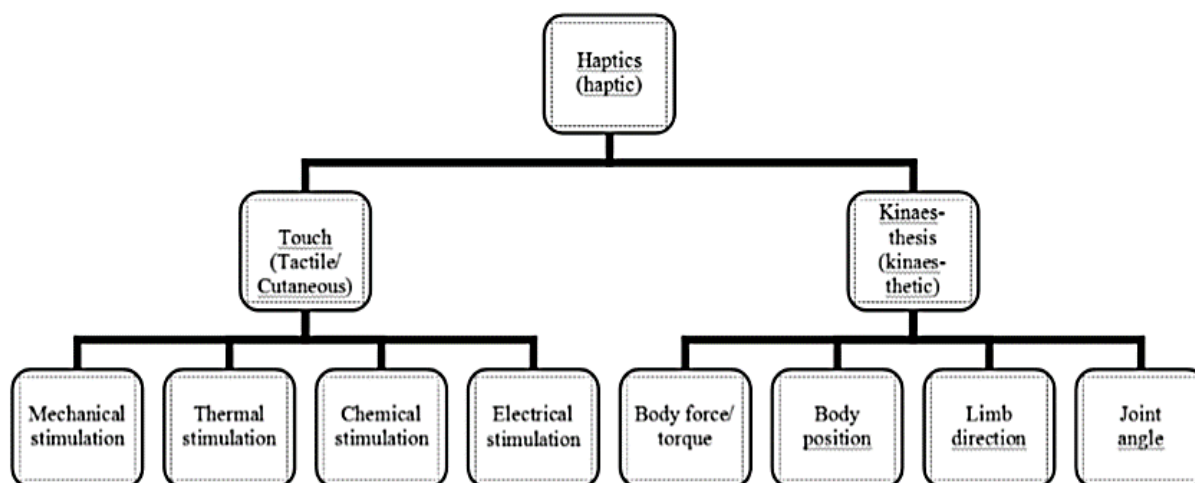 Haptics
(haptic)
Touch
(Tactile/
Cutaneous)
Kinaes-
thesis
(kinaes-
thetic)
Mechanical
stimulation
Thermal
stimulation
Chemical
stimulation
Electrical
stimulation
Body force/
torque
Body
position
Limb
direction
Joint
angle